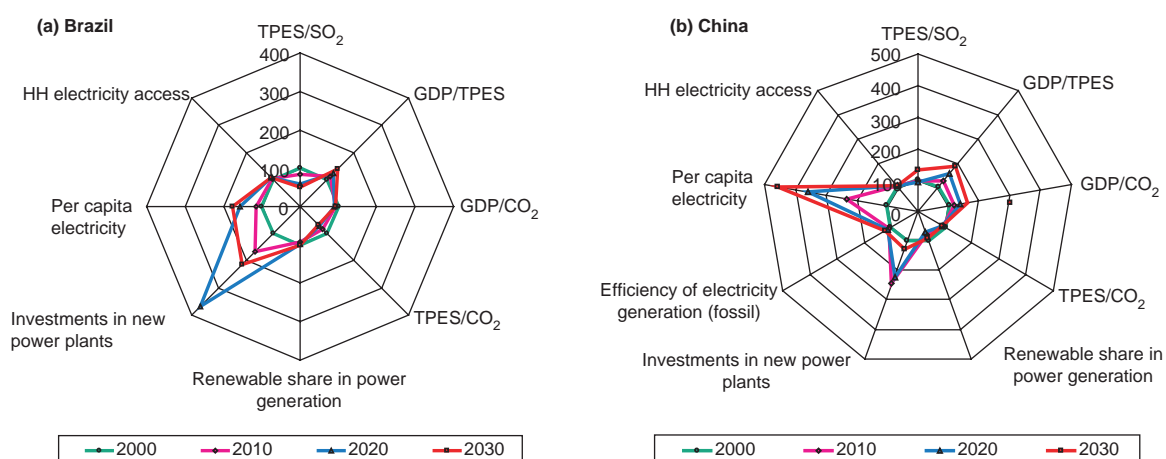 (a) Brazil
TPES/SO2
400
300
200
100
0
HH electricity access
GDP/TPES
Per capita
electricity
GDP/CO2
Investments in new
power plants
TPES/CO2
Renewable share in power
generation
2000 2010 2020 2030
(b) China
TPES/SO2
500
400
300
200
100
0
HH electricity access
GDP/TPES
Per capita
electricity
GDP/CO2
Efficiency of electricity
generation (fossil)
TPES/CO2
Investments in new power
plants
Renewable share in
power generation
2000 2010 2020 2030